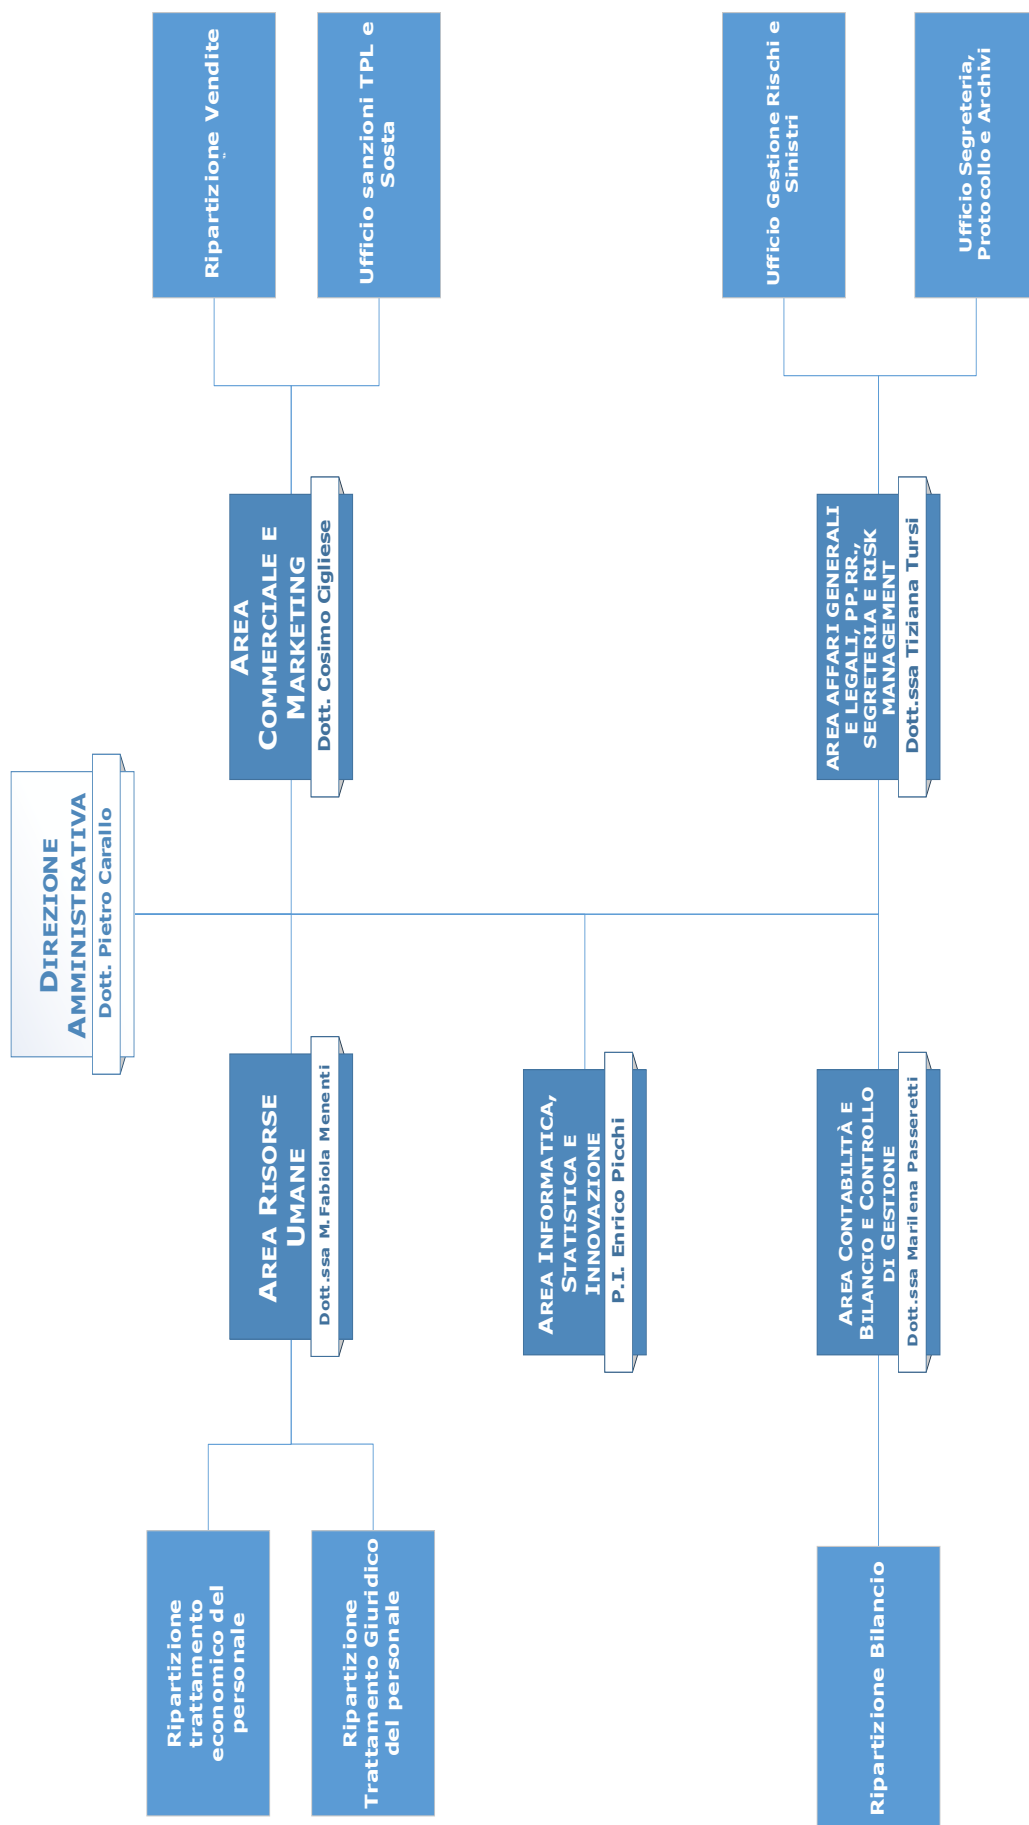 DIREZIONE
AMMINISTRATIVA
Dott. Pietro Carallo
AREA RISORSE
UMANE
Dott.ssa M.Fabiola Menenti
AREA
COMMERCIALE E
MARKETING
Dott. Cosimo Cigliese
Ripartizione
trattamento
economico del
personale
Ripartizione
Trattamento Giuridico
del personale
Ripartizione Vendite
Ufficio sanzioni TPL e
Sosta
AREA INFORMATICA,
STATISTICA E
INNOVAZIONE
P.I. Enrico Picchi
AREA CONTABILITÀ E
BILANCIO E CONTROLLO
DI GESTIONE
Dott.ssa Marilena Passeretti
AREA AFFARI GENERALI
E LEGALI, PP.RR.,
SEGRETERIA E RISK
MANAGEMENT
Dott.ssa Tiziana Tursi
Ripartizione Bilancio
Ufficio Gestione Rischi e
Sinistri
Ufficio Segreteria,
Protocollo e Archivi